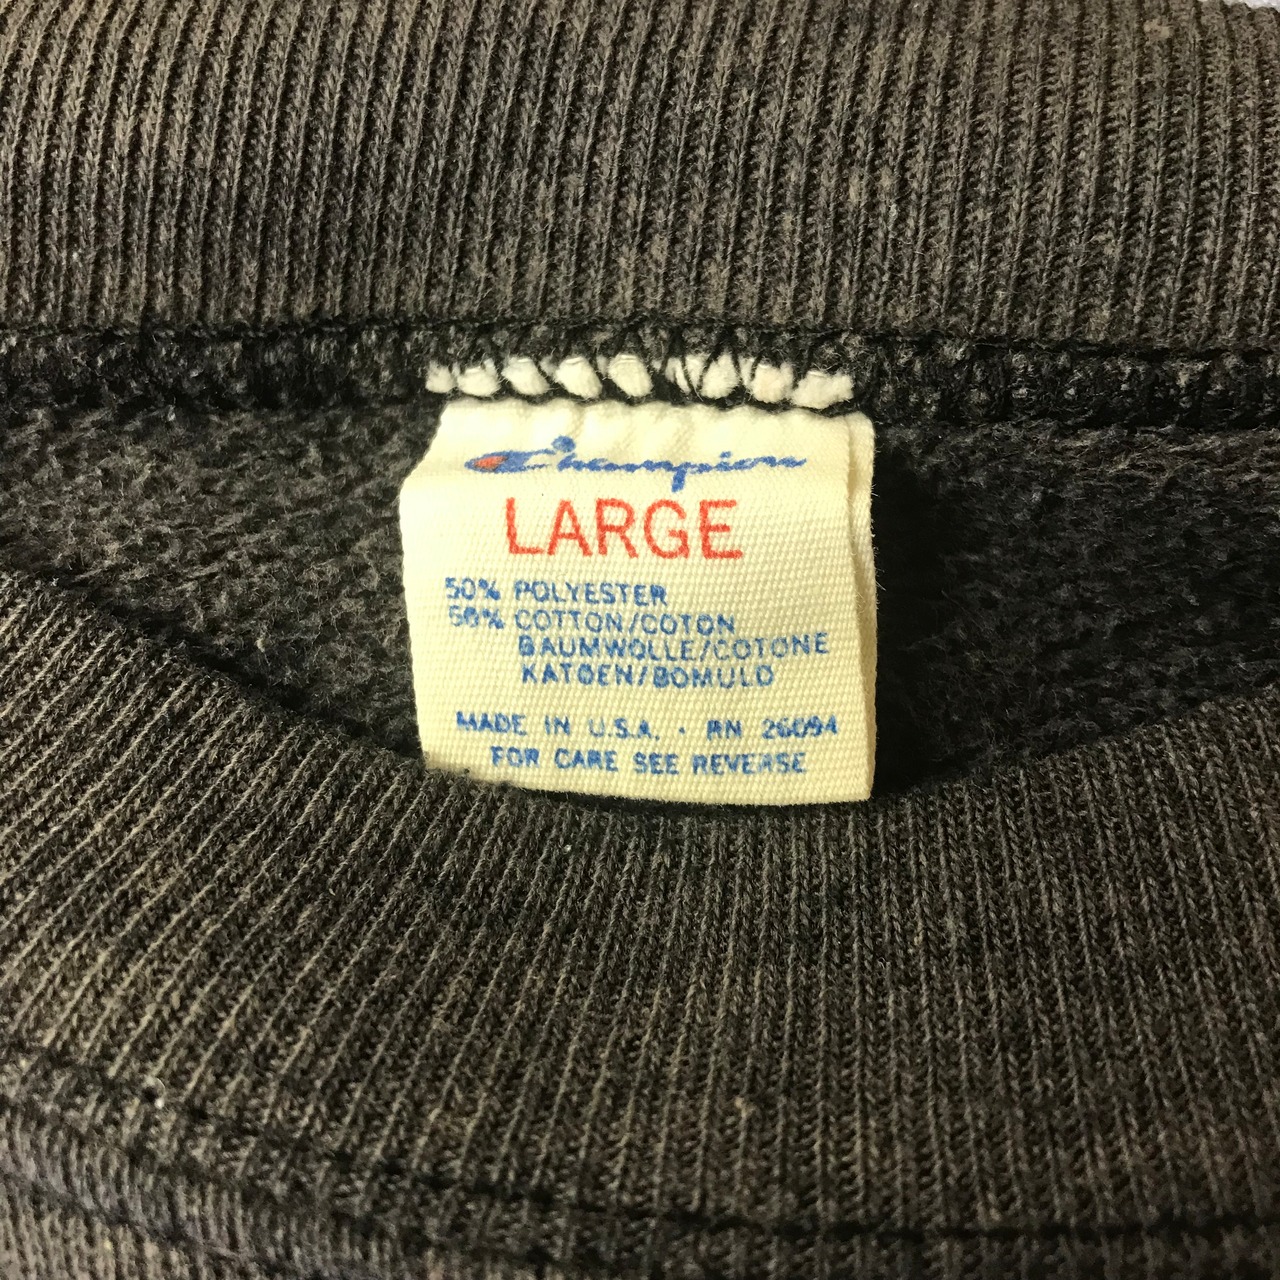 Champion
LARGE
50% POLYESTER
50% COTTON/COTON
BAUMWOLLE/COTONE
KATOEN/BOMULD
MADE IN U.S.A. · RN 26094
FOR CARE SEE REVERSE